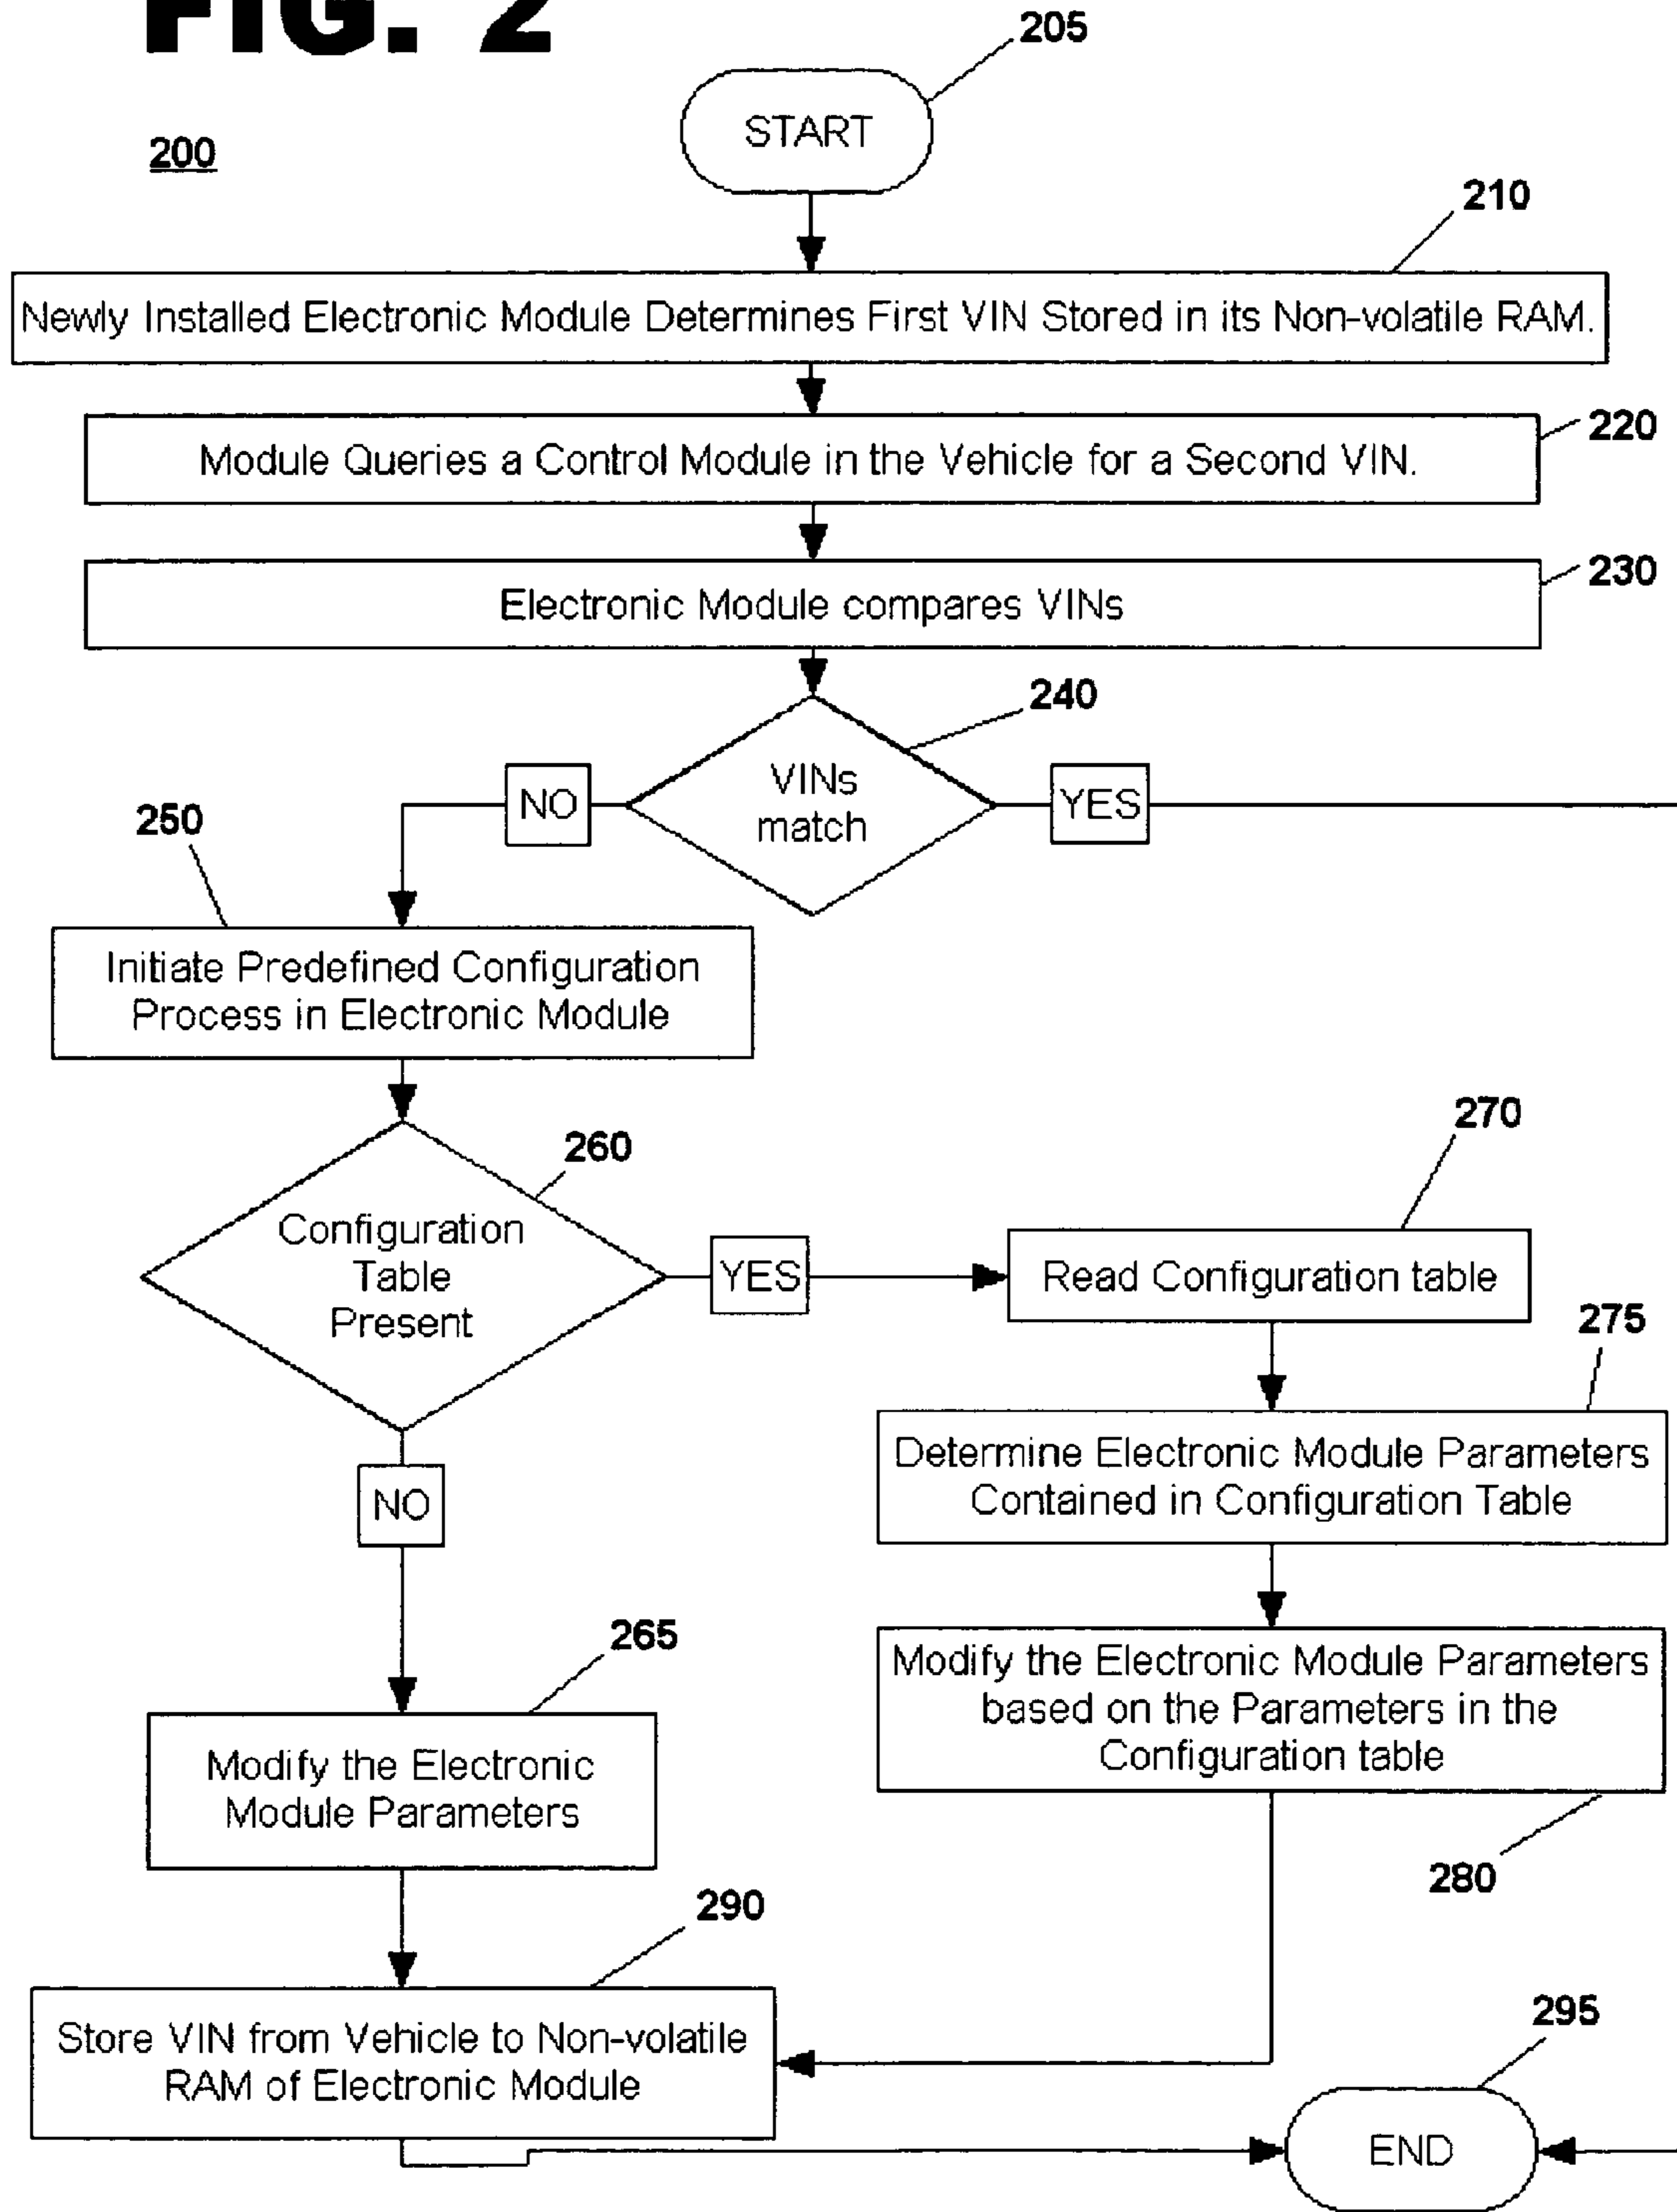 FIG. 2
205
START
200
210
Newly Installed Electronic Module Determines First VIN Stored in its Non-volatile RAM.
220
Module Queries a Control Module in the Vehicle for a Second VIN.
230
Electronic Module compares VINs
240
VINs
match
NO
YES
250
Initiate Predefined Configuration
Process in Electronic Module
260
Configuration
Table
Present
YES
270
Read Configuration table
275
Determine Electronic Module Parameters
Contained in Configuration Table
NO
265
Modify the Electronic
Module Parameters
Modify the Electronic Module Parameters
based on the Parameters in the
Configuration table
280
290
Store VIN from Vehicle to Non-volatile
RAM of Electronic Module
295
END